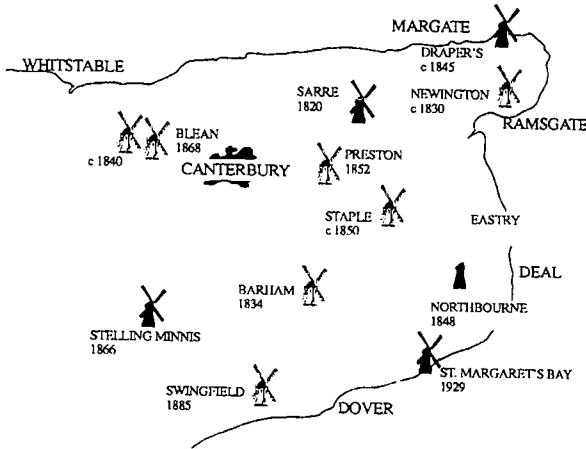 MARGATE
DRAPER'S
c 1845
WHITSTABLE
SARRE
1820
NEWINGTON
c 1830
RAMSGATE
BLEAN
1868
c 1840
CANTERBURY
PRESTON
1852
STAPLE
c 1850
EASTRY
DEAL
BARHAM
1834
NORTHBOURNE
1848
STELLING MINNIS
1866
ST. MARGARET'S BAY
1929
SWINGFIELD
1885
DOVER